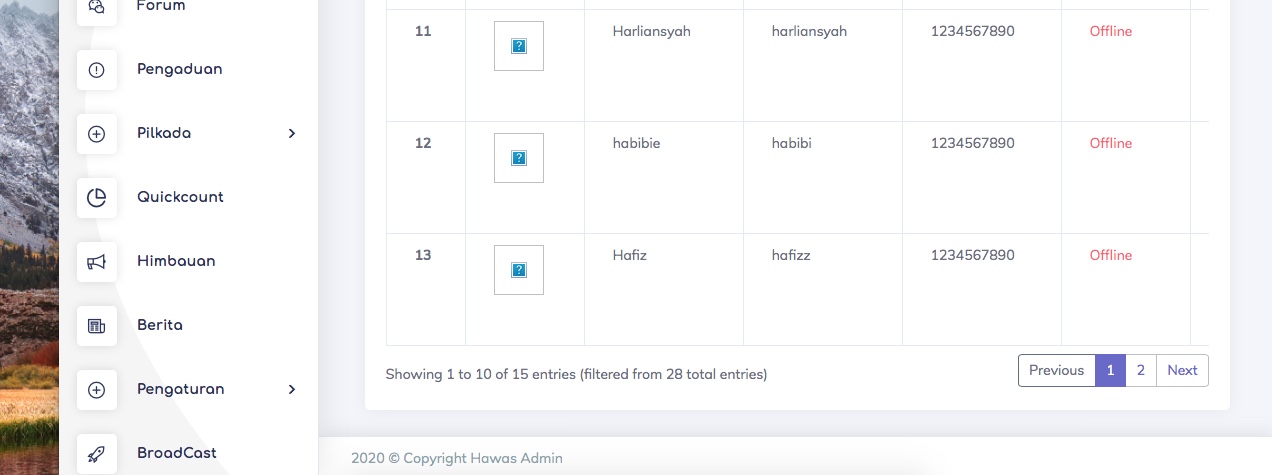 Forum
Pengaduan
Pilkada
Quickcount
Himbauan
Berita
Pengaturan
BroadCast
11 Harliansyah harliansyah 1234567890 Offline
12 habibie habibi 1234567890 Offline
13 Hafiz hafizz 1234567890 Offline
Showing 1 to 10 of 15 entries (filtered from 28 total entries)
Previous 1 2 Next
2020 © Copyright Hawas Admin